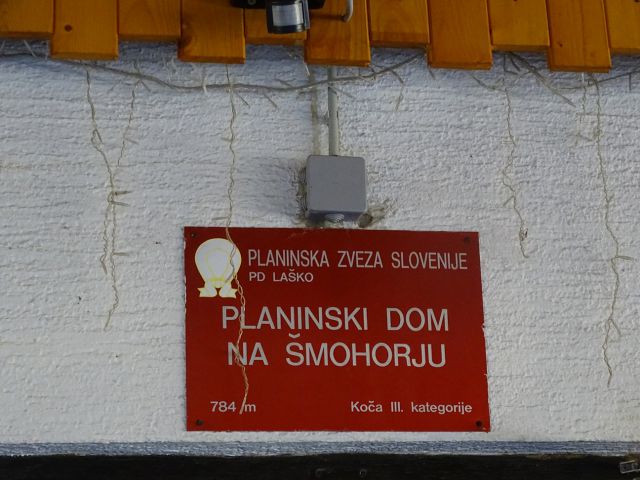 PLANINSKA ZVEZA SLOVENIJE
PD LAŠKO
PLANINSKI DOM
NA ŠMOHORJU
784 m
Koča III. kategorije